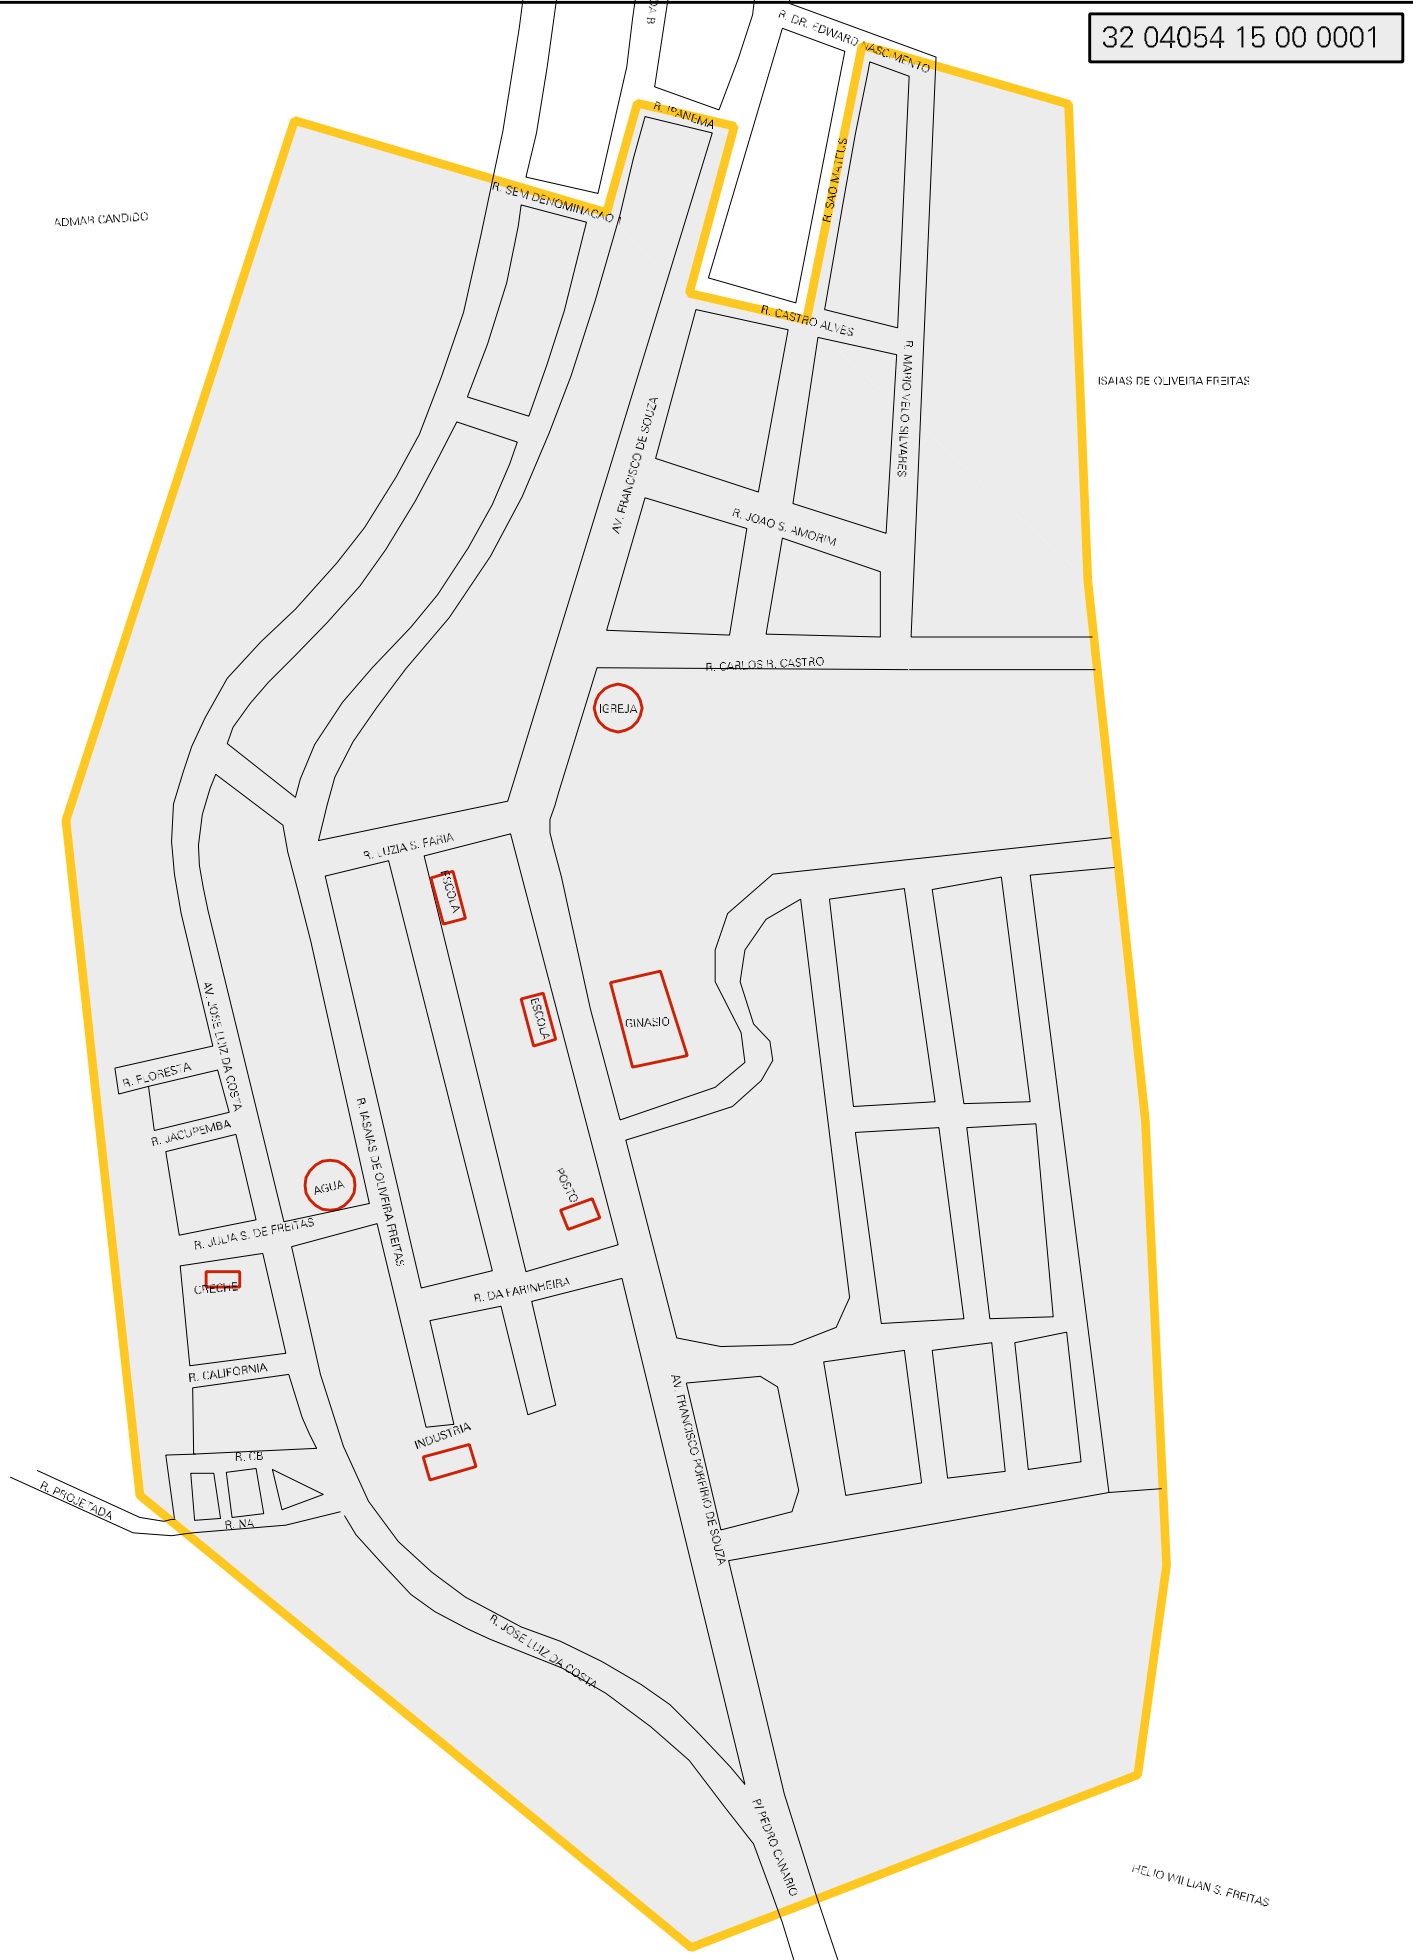 R. DR. EDWARD NASCIMENTO
32 04054 15 00 0001
R. IPANEMA
R. SAO MATEUS
R. SEM DENOMINACAO 1
ADMAR CANDIDO
R. CASTRO ALVES
R. MARIO VELO SILVARES
ISAIAS DE OLIVEIRA FREITAS
AV. FRANCISCO DE SOUZA
R. JOAO S. AMORIM
R. CARLOS R. CASTRO
IGREJA
R. LUZIA S. FARIA
ESCOLA
ESCOLA
GINASIO
AV. JOSE LUIZ DA COSTA
R. FLORESTA
R. JACUPEMBA
R. IASAIAS DE OLIVEIRA FREITAS
AGUA
POSTO
R. JULIA S. DE FREITAS
CRECHE
R. DA FARINHEIRA
R. CALIFORNIA
AV. FRANCISCO PORFIRIO DE SOUZA
INDUSTRIA
R. CB
R. PROJETADA
R. NA
R. JOSE LUIZ DA COSTA
P/ PEDRO CANARIO
HELIO WILLIAN S. FREITAS